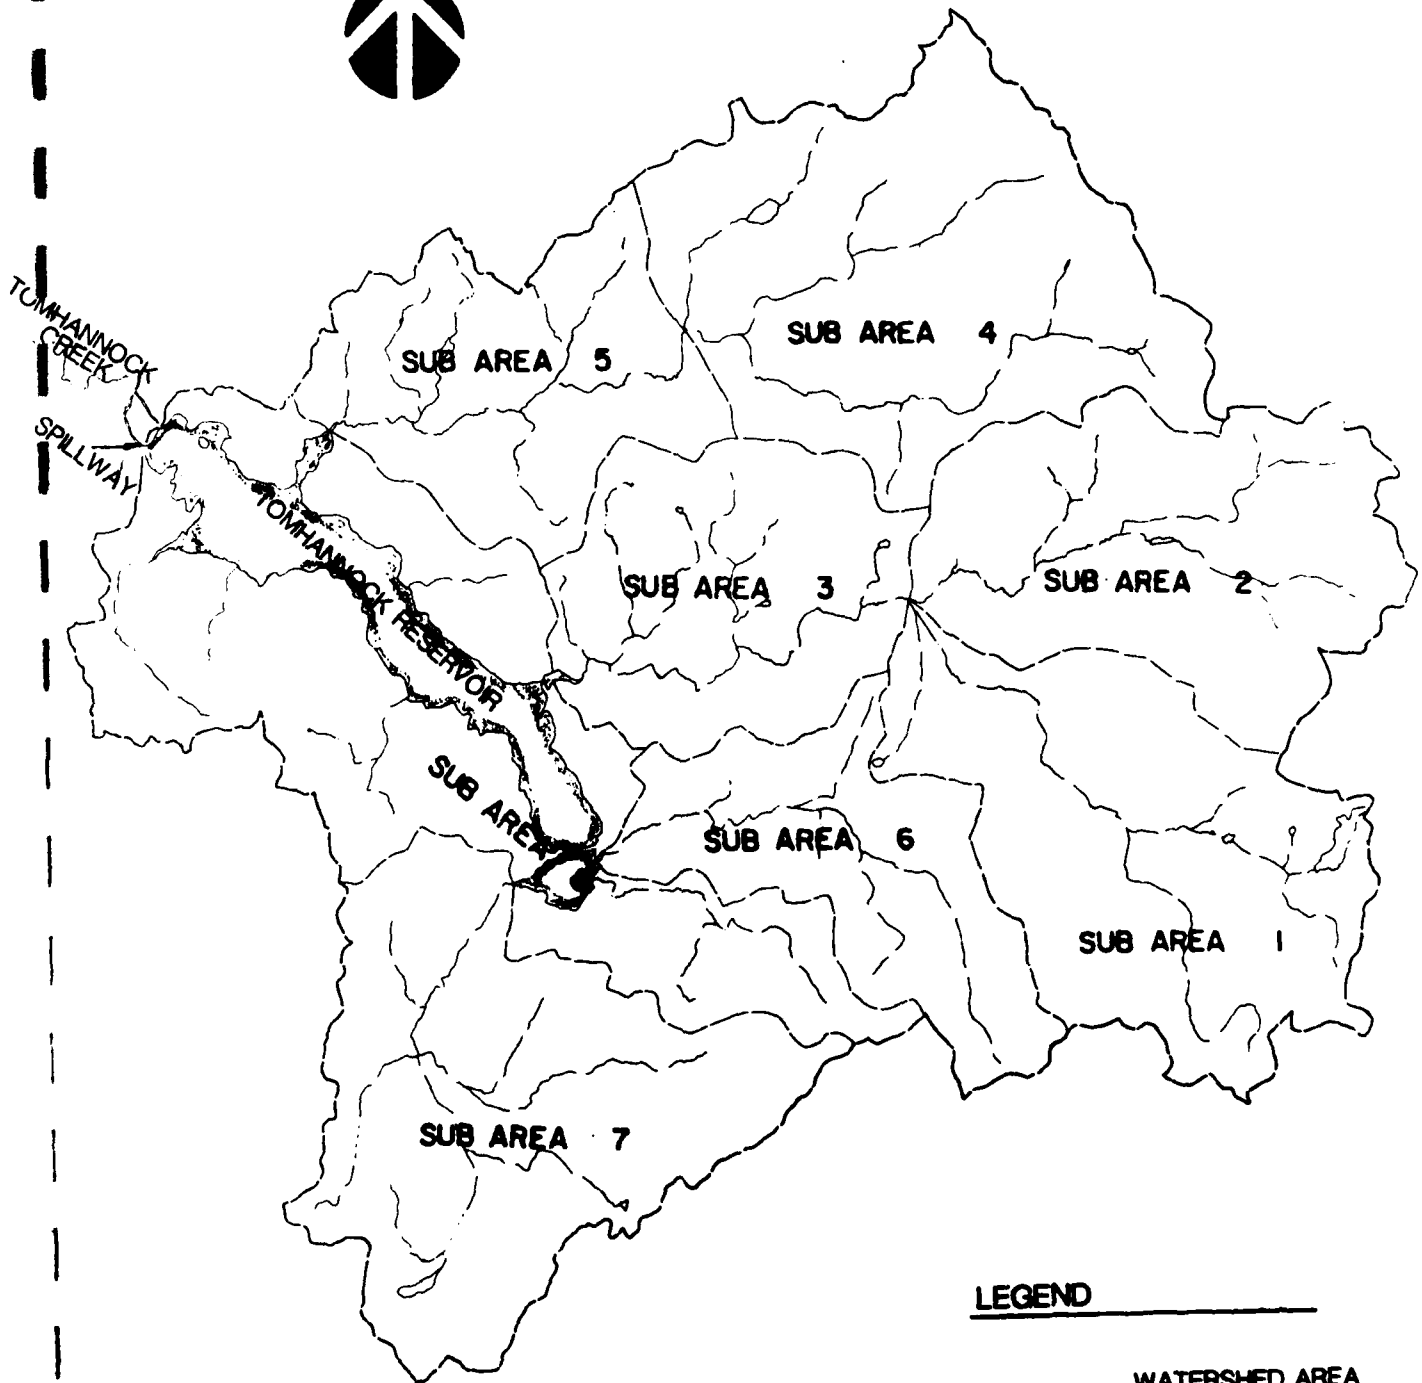 SUB AREA 4
TOMHANNOCK
CREEK
SUB AREA 5
SPILLWAY
TOMHANNOCK RESERVOIR
SUB AREA 3
SUB AREA 2
SUB AREA
SUB AREA 6
SUB AREA 1
SUB AREA 7
LEGEND
WATERSHED AREA